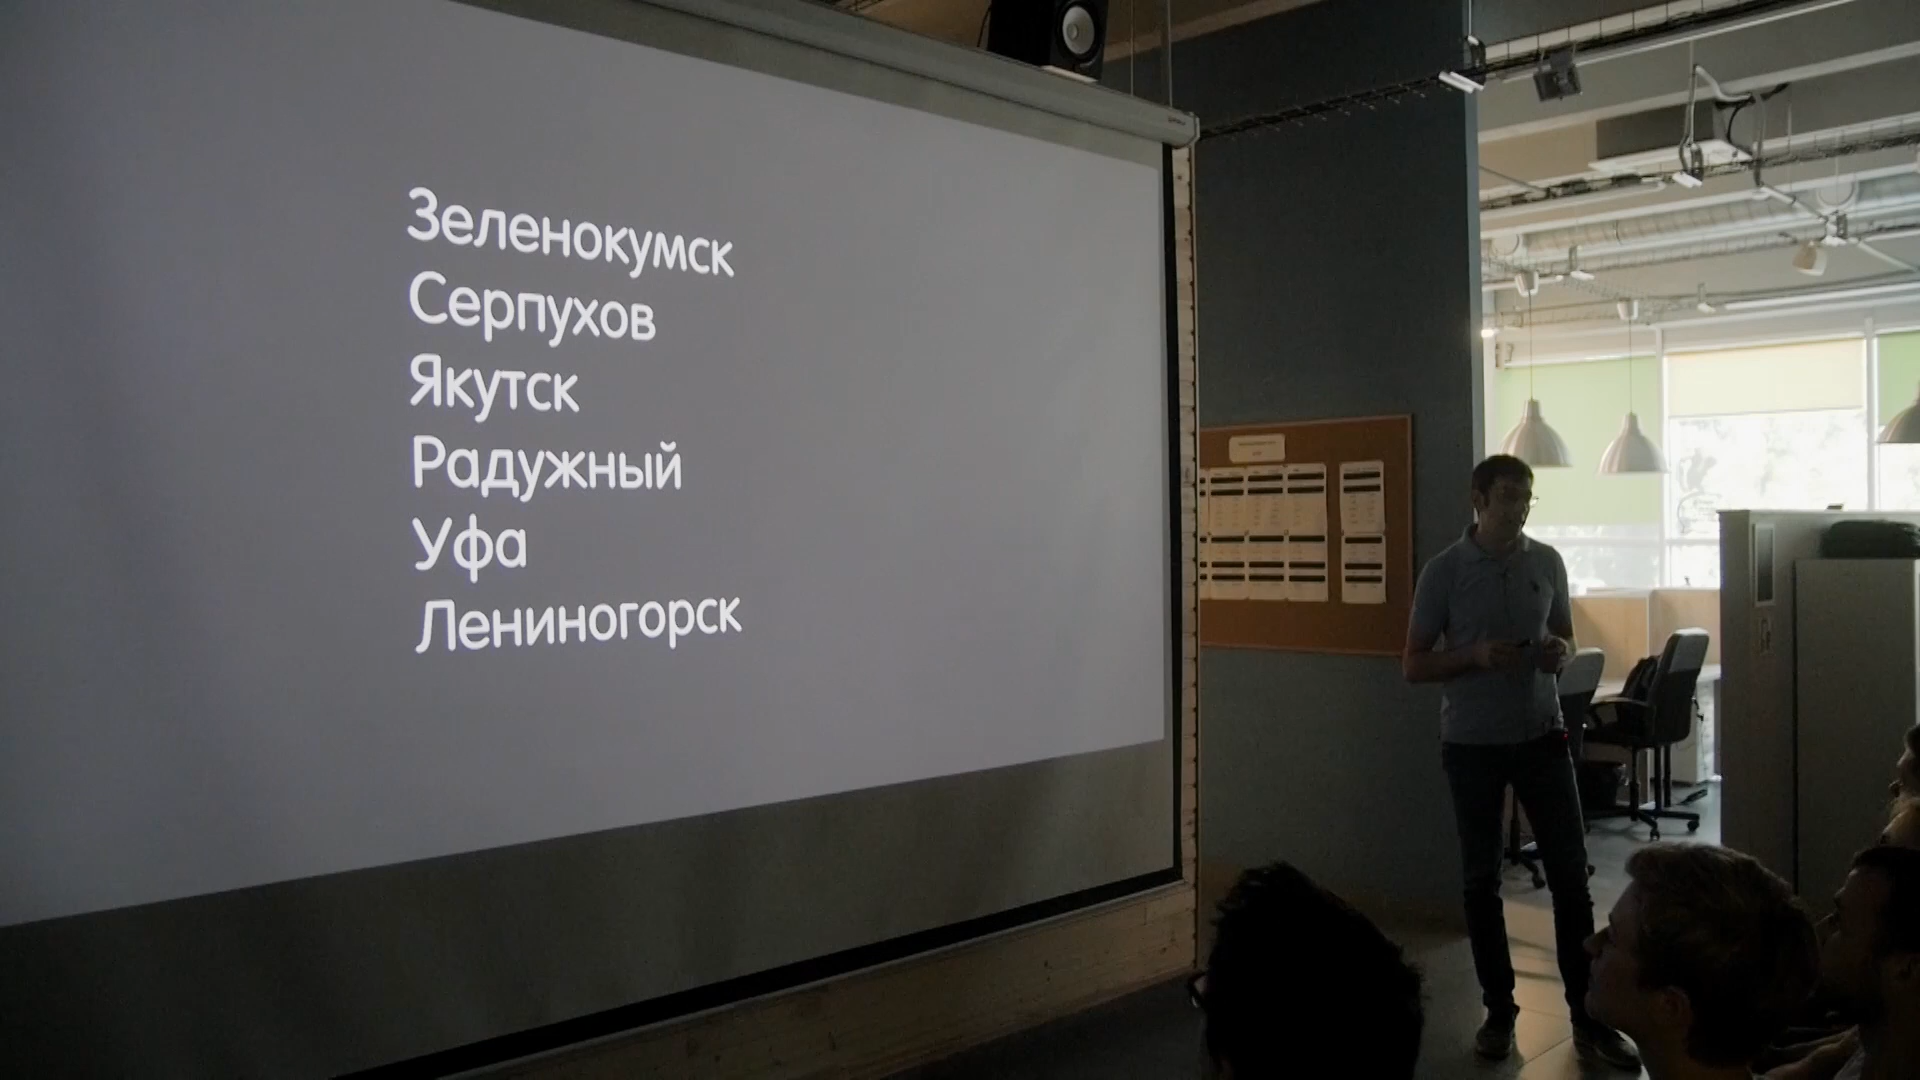 Зеленокумск
Серпухов
Якутск
Радужный
Уфа
Лениногорск